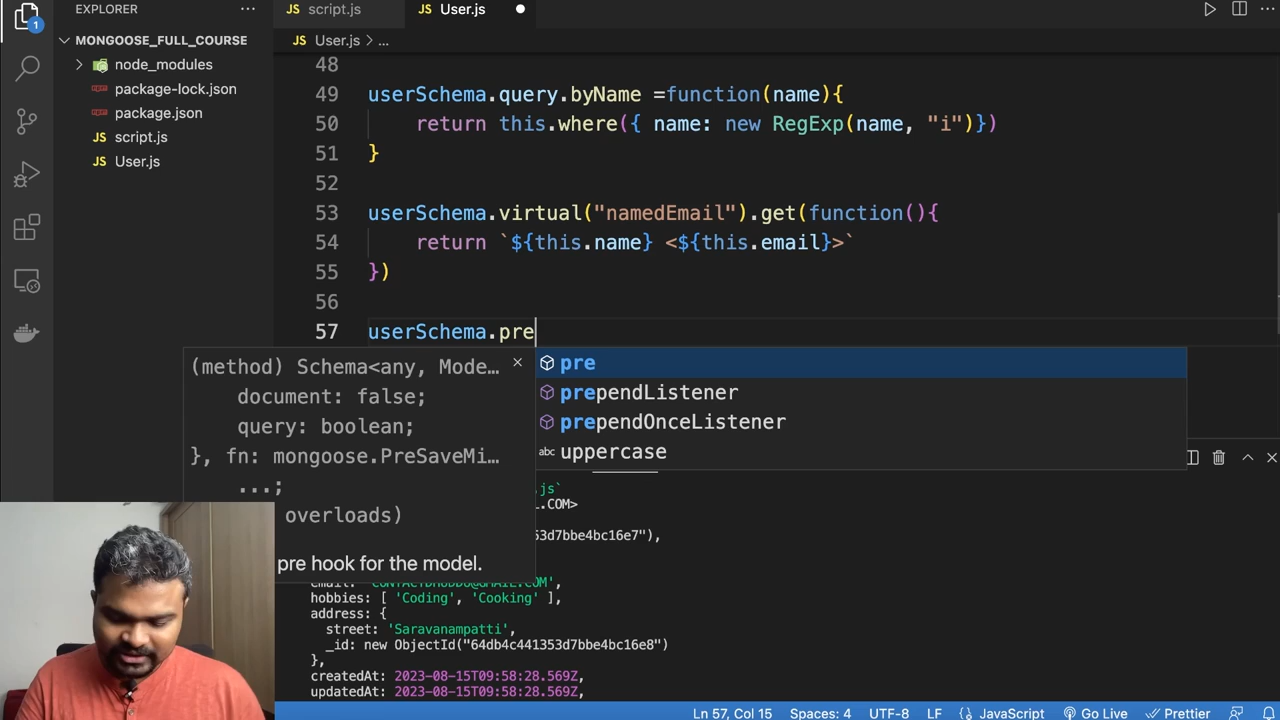 EXPLORER
script.js
User.js
MONGOOSE_FULL_COURSE
User.js > ...
node_modules
package-lock.json
package.json
script.js
User.js
1
48
49 userSchema.query.byName =function(name){
50 return this.where({ name: new RegExp(name, "i")})
51 }
52
53 userSchema.virtual("namedEmail").get(function(){
54 return `${this.name} <${this.email}>`
55 })
56
57 userSchema.pre
(method) Schema<any, Mode...
document: false;
query: boolean;
}, fn: mongoose.PreSaveMi...
...;
overloads)
pre hook for the model.
pre
prependListener
prependOnceListener
abc uppercase
.js`
L.COM>
53d7bbe4bc16e7"),
hobbies: [ 'Coding', 'Cooking' ],
address: {
street: 'Saravanampatti',
_id: new ObjectId("64db4c441353d7bbe4bc16e8")
},
createdAt: 2023-08-15T09:58:28.569Z,
updatedAt: 2023-08-15T09:58:28.569Z,
Ln 57, Col 15 Spaces: 4 UTF-8 LF {} JavaScript Go Live Prettier